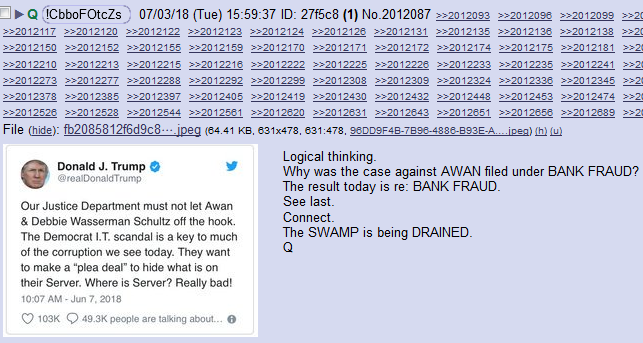 Q !CbboFOtcZs 07/03/18 (Tue) 15:59:37 ID: 27f5c8 (1) No.2012087 >>2012093 >>2012096 >>2012099
>>2012117 >>2012120 >>2012122 >>2012123 >>2012124 >>2012126 >>2012131 >>2012135 >>2012136 >>2012138
>>2012150 >>2012152 >>2012155 >>2012159 >>2012170 >>2012171 >>2012172 >>2012174 >>2012175 >>2012181
>>2012210 >>2012213 >>2012215 >>2012216 >>2012222 >>2012225 >>2012226 >>2012233 >>2012235 >>2012241
>>2012273 >>2012277 >>2012288 >>2012292 >>2012299 >>2012308 >>2012309 >>2012324 >>2012336 >>2012345
>>2012378 >>2012385 >>2012397 >>2012405 >>2012419 >>2012430 >>2012432 >>2012448 >>2012453 >>2012474
>>2012526 >>2012528 >>2012544 >>2012561 >>2012620 >>2012631 >>2012643 >>2012651 >>2012656 >>2012689
File (hide): fb2085812f6d9c8⋯.jpeg (64.41 KB, 631x478, 631:478, 96DD9F4B-7B96-4886-B93E-A….jpeg) (h) (u)
Donald J. Trump
@realDonaldTrump
Our Justice Department must not let Awan
& Debbie Wasserman Schultz off the hook.
The Democrat I.T. scandal is a key to much
of the corruption we see today. They want
to make a “plea deal” to hide what is on
their Server. Where is Server? Really bad!
10:07 AM - Jun 7, 2018
103K 49.3K people are talking about...
Logical thinking.
Why was the case against AWAN filed under BANK FRAUD?
The result today is re: BANK FRAUD.
See last.
Connect.
The SWAMP is being DRAINED.
Q